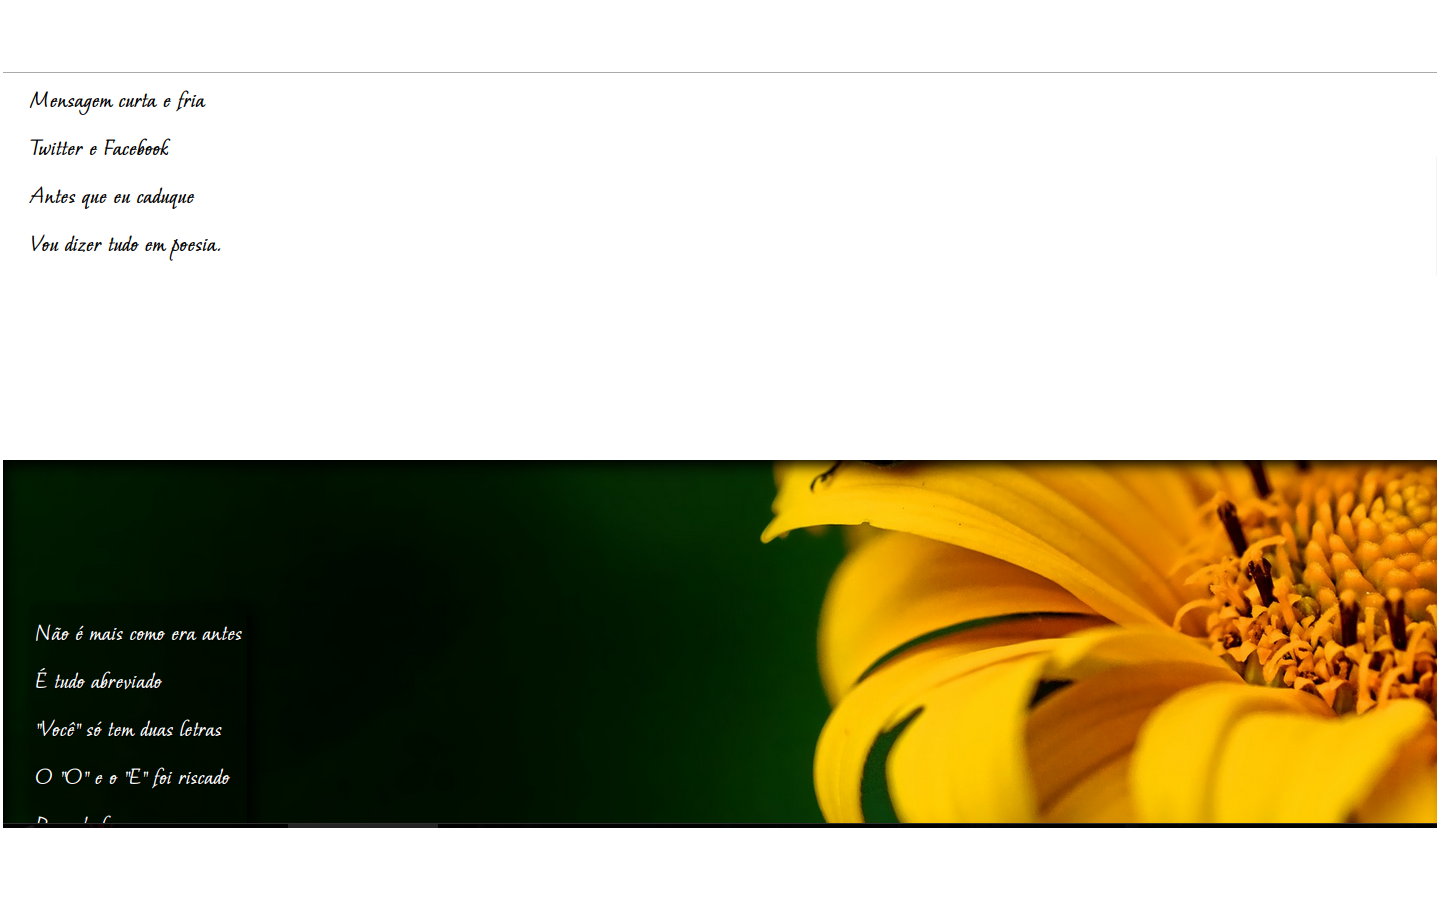 Mensagem curta e fria
Twitter e Facebook
Antes que eu caduque
Vou dizer tudo em poesia.
Não é mais como era antes
É tudo abreviado
"Você" só tem duas letras
O "O" e o "E" foi riscado